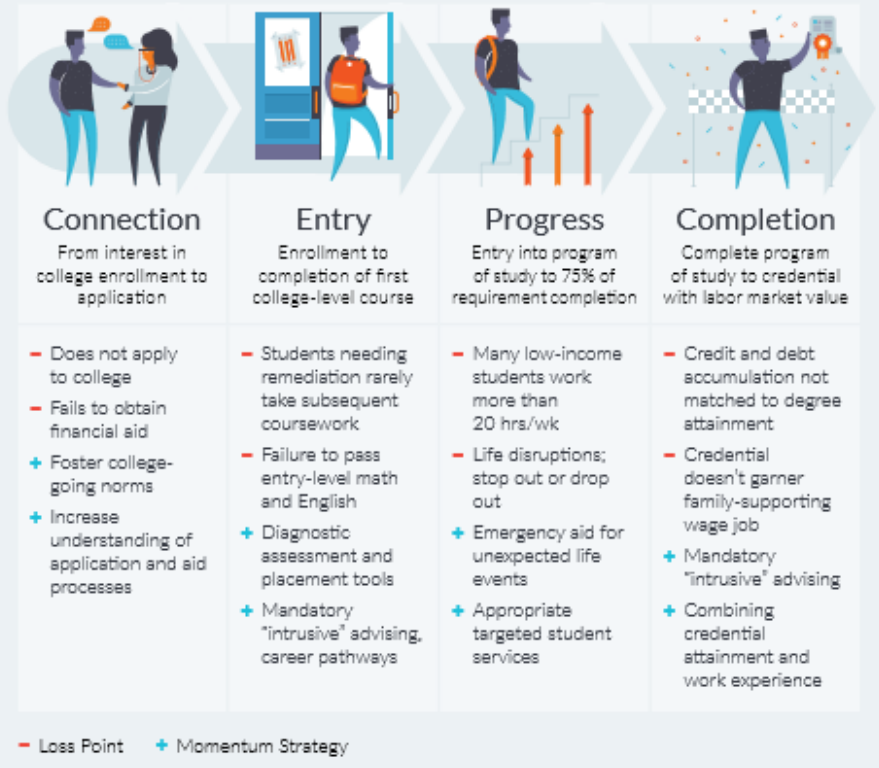 Connection
From interest in
college enrollment to
application
Entry
Enrollment to
completion of first
college-level course
Progress
Entry into program
of study to 75% of
requirement completion
Completion
Complete program
of study to credential
with labor market value
– Does not apply
to college
– Fails to obtain
financial aid
+ Foster college-
going norms
+ Increase
understanding of
application and aid
processes
– Students needing
remediation rarely
take subsequent
coursework
– Failure to pass
entry-level math
and English
+ Diagnostic
assessment and
placement tools
+ Mandatory
“intrusive” advising,
career pathways
– Many low-income
students work
more than
20 hrs/wk
– Life disruptions;
stop out or drop
out
+ Emergency aid for
unexpected life
events
+ Appropriate
targeted student
services
– Credit and debt
accumulation not
matched to degree
attainment
– Credential
doesn’t garner
family-supporting
wage job
+ Mandatory
“intrusive” advising
+ Combining
credential
attainment and
work experience
– Loss Point + Momentum Strategy